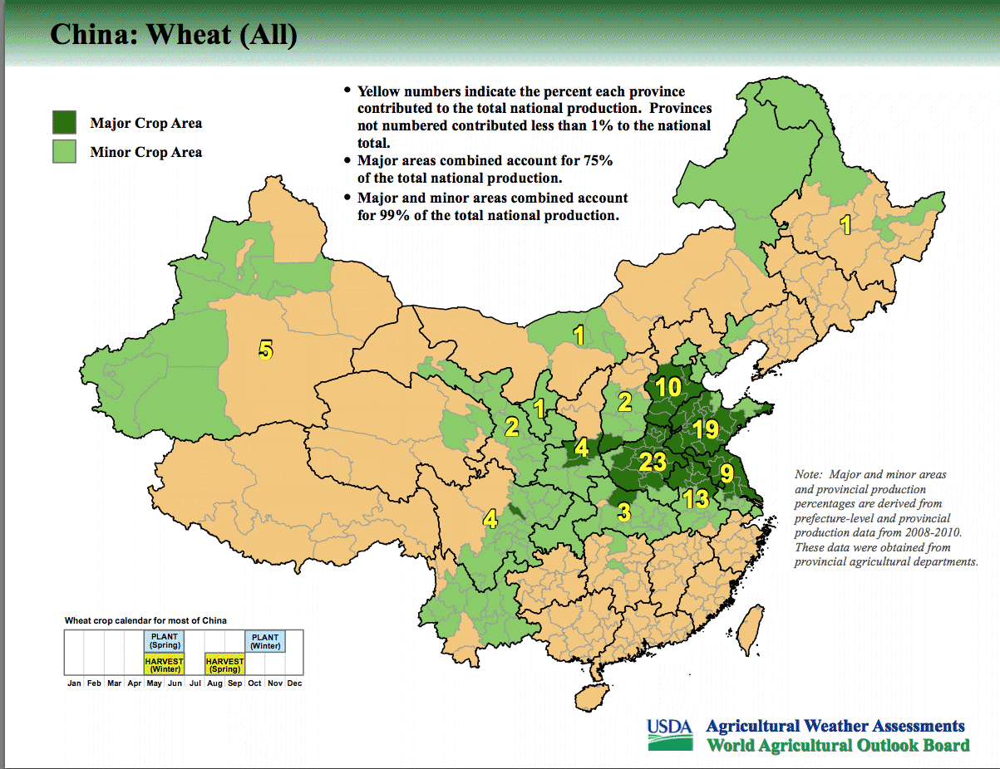 China: Wheat (All)
Major Crop Area
Minor Crop Area
• Yellow numbers indicate the percent each province
contributed to the total national production. Provinces
not numbered contributed less than 1% to the national
total.
• Major areas combined account for 75%
of the total national production.
• Major and minor areas combined account
for 99% of the total national production.
1
5
1
10
2
1
2
19
4
23
9
13
3
4
Note: Major and minor areas
and provincial production
percentages are derived from
prefecture-level and provincial
production data from 2008-2010.
These data were obtained from
provincial agricultural departments.
Wheat crop calendar for most of China
PLANT
(Spring)
PLANT
(Winter)
HARVEST
(Winter)
HARVEST
(Spring)
Jan Feb Mar Apr May Jun Jul Aug Sep Oct Nov Dec
USDA
Agricultural Weather Assessments
World Agricultural Outlook Board